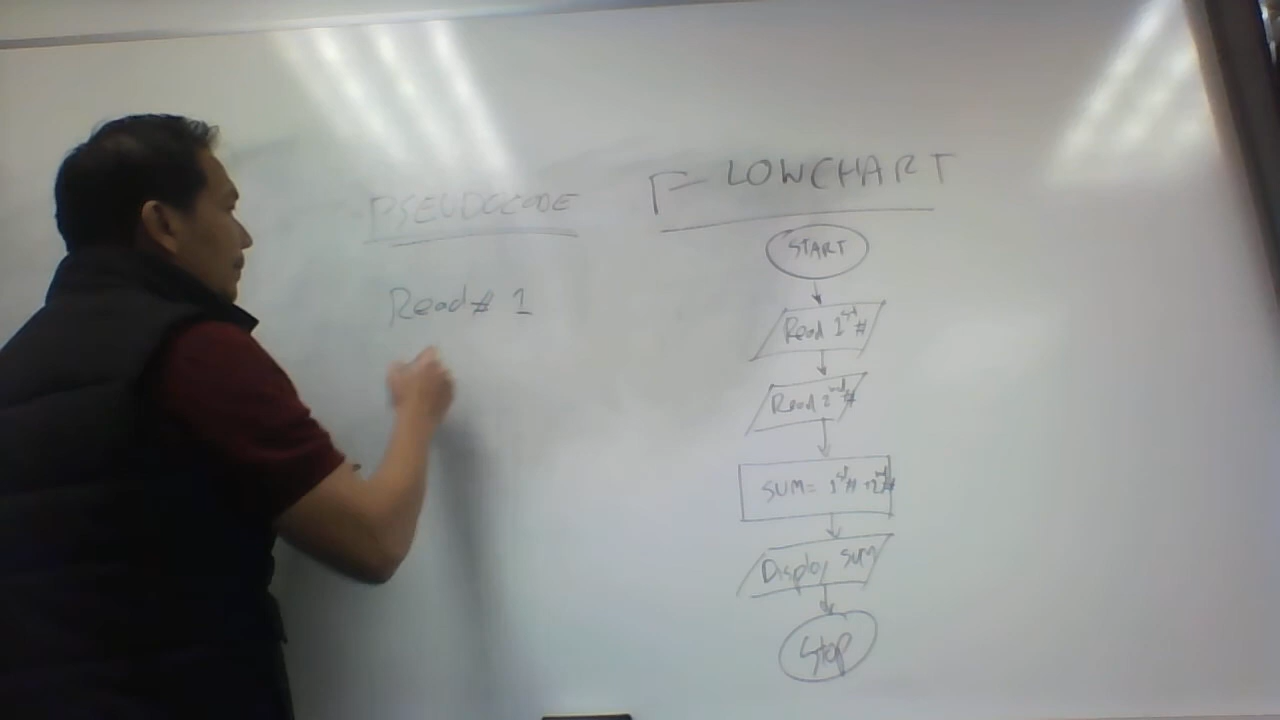 PSEUDOCODE
Read # 1
FLOWCHART
START
Read 1st #
Read 2nd #
SUM = 1st # + 2nd #
Display SUM
Stop